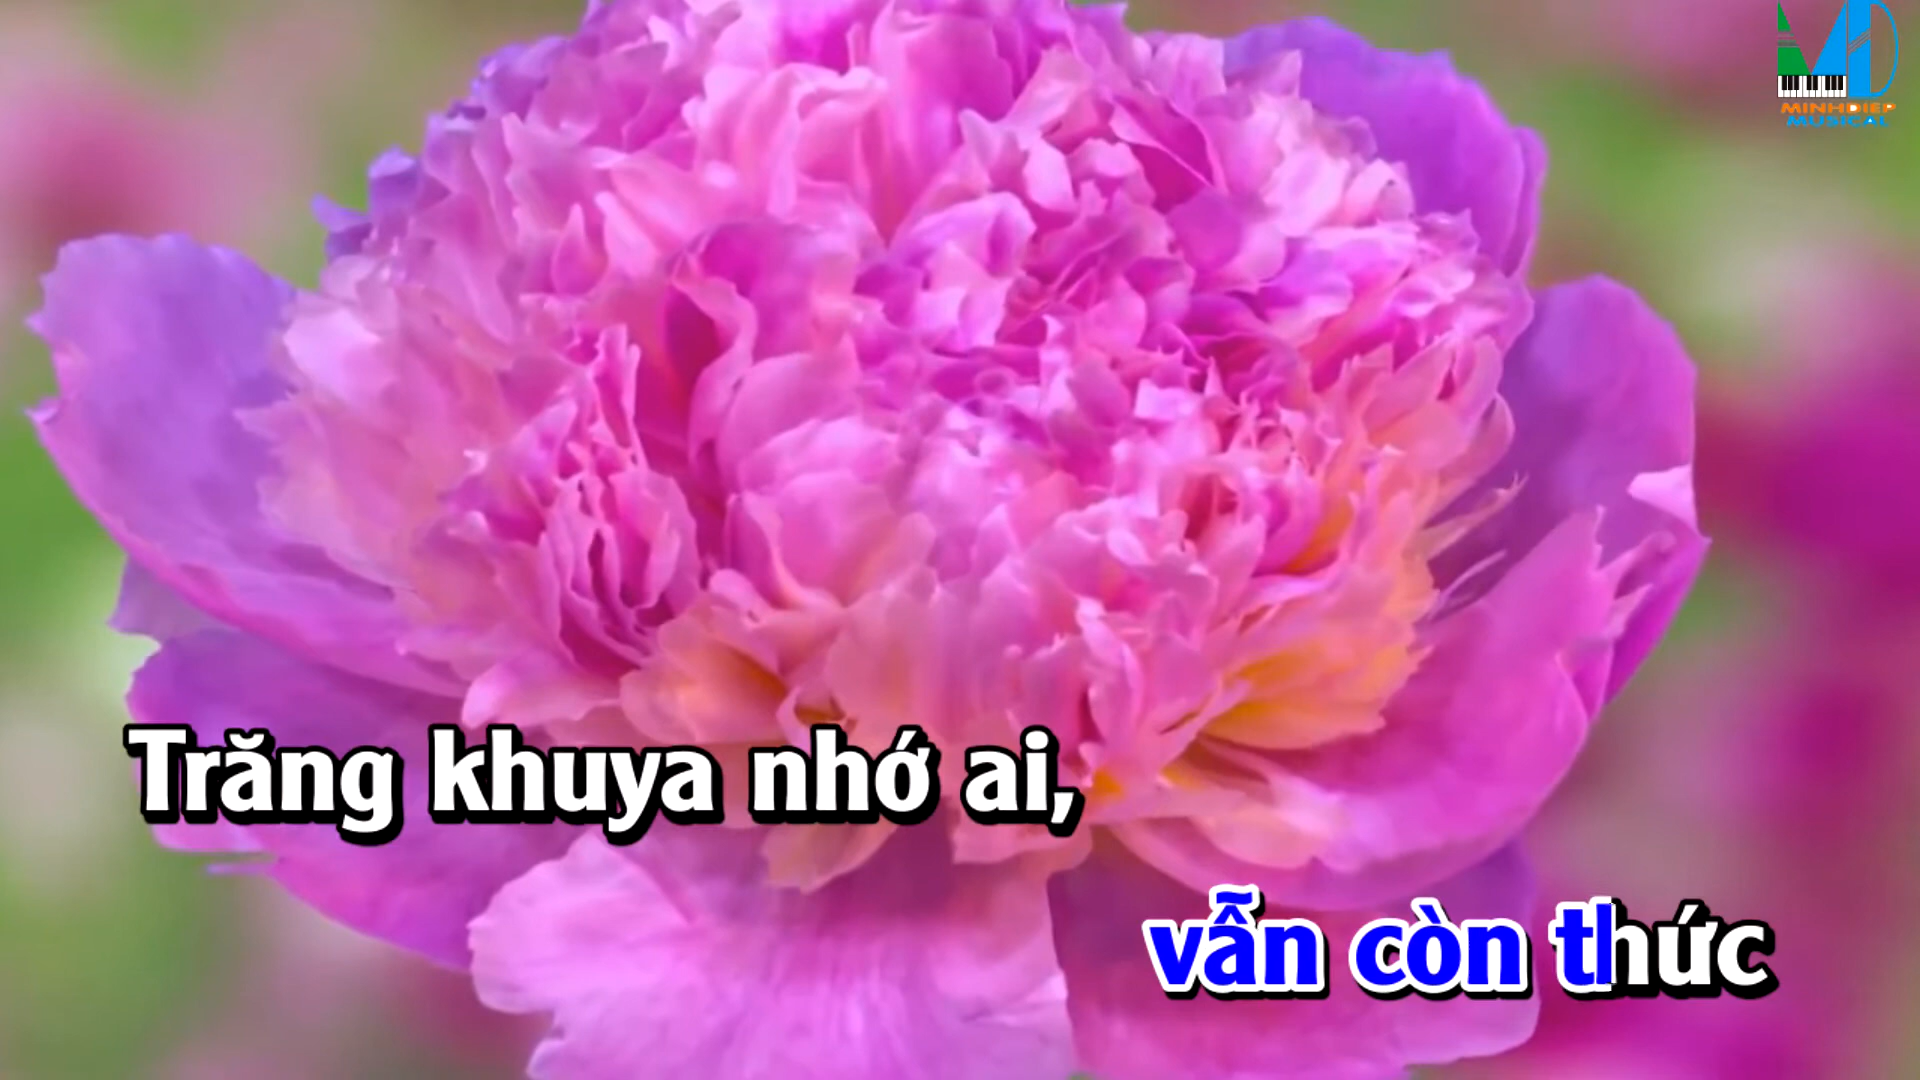 MINHDIEP
MUSICAL
Trăng khuya nhớ ai,
vẫn còn thức